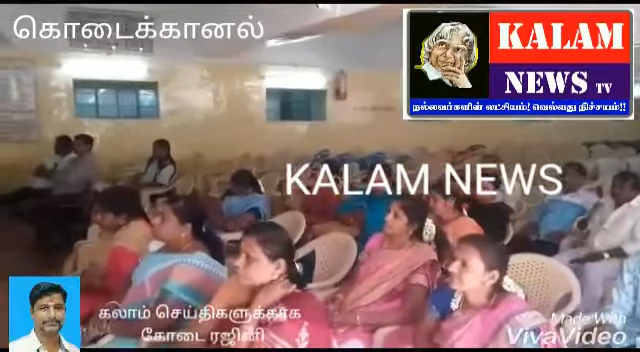 கொடைக்கானல்
KALAM
NEWS TV
நல்லவர்களின் லட்சியம்! வெல்வது நிச்சயம்!!
KALAM NEWS
கலாம் செய்திகளுக்காக
கோடை ரஜினி
Made With
VivaVideo